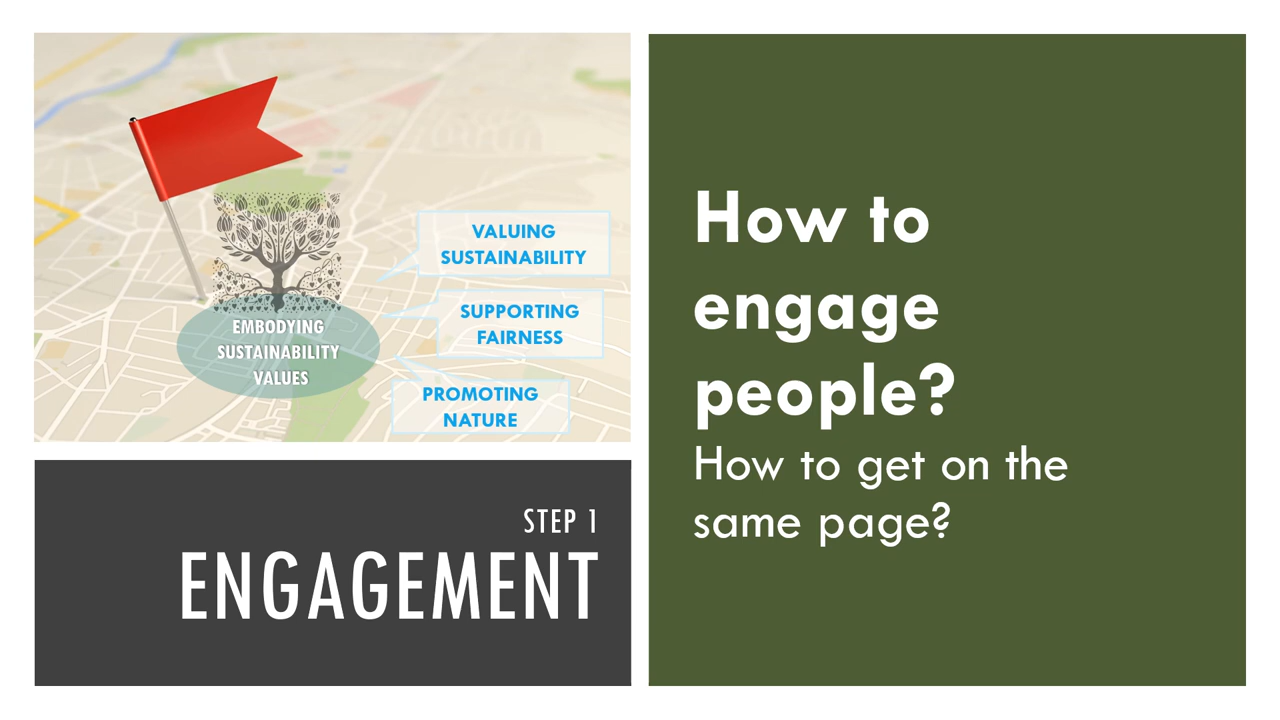 EMBODYING
SUSTAINABILITY
VALUES
VALUING
SUSTAINABILITY
SUPPORTING
FAIRNESS
PROMOTING
NATURE
STEP 1
ENGAGEMENT
How to
engage
people?
How to get on the
same page?